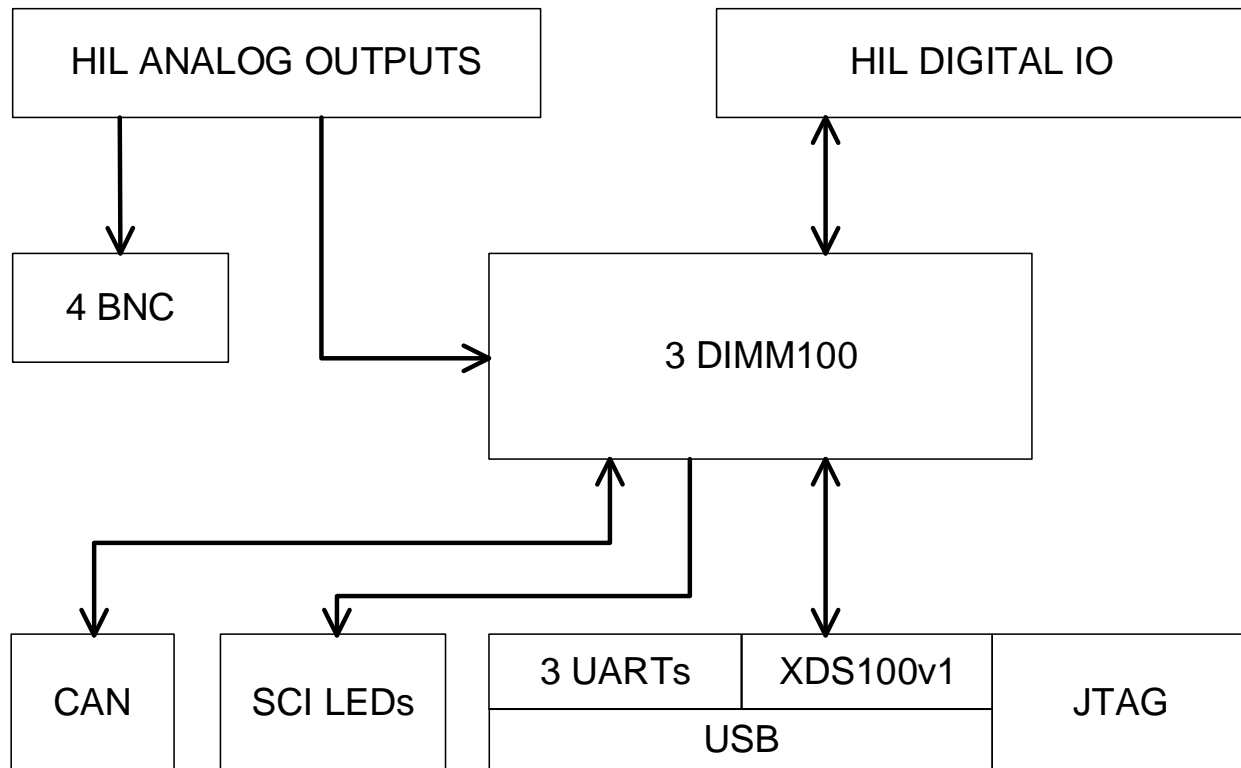 HIL ANALOG OUTPUTS
HIL DIGITAL IO
4 BNC
3 DIMM100
CAN
SCI LEDs
3 UARTs
XDS100v1
JTAG
USB